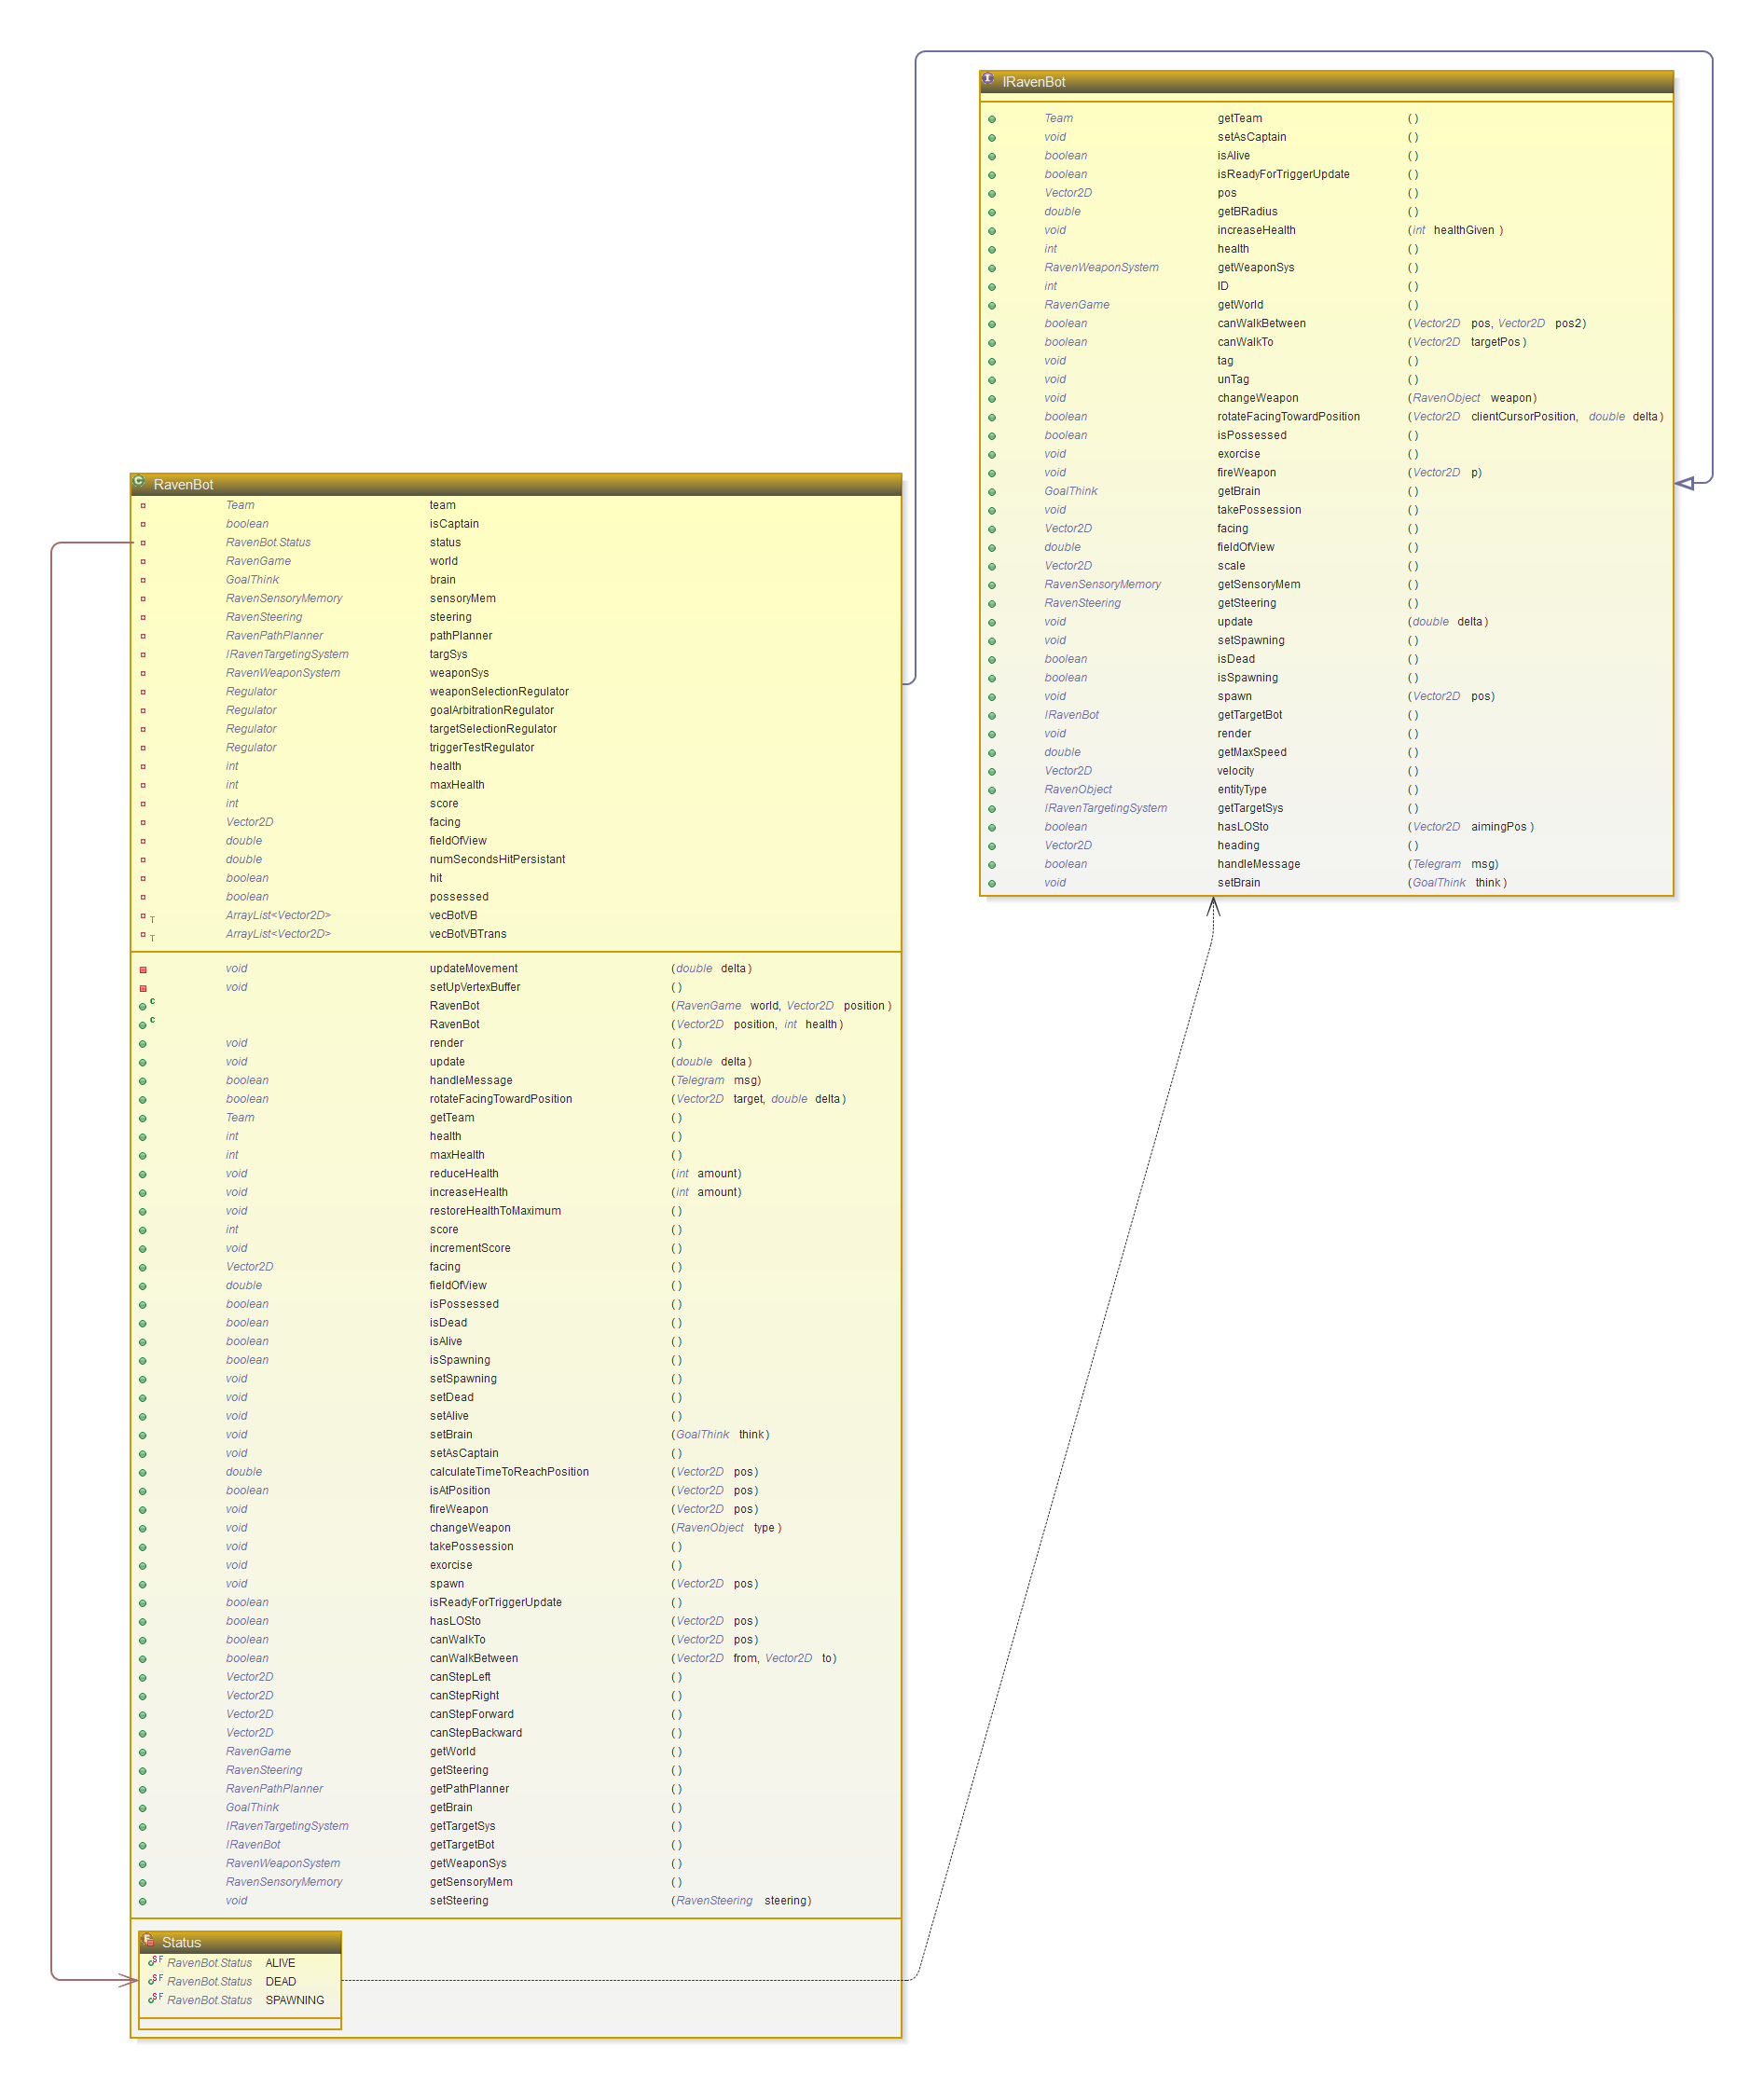 IRavenBot
Team getTeam ( )
void setAsCaptain ( )
boolean isAlive ( )
boolean isReadyForTriggerUpdate ( )
Vector2D pos ( )
double getBRadius ( )
void increaseHealth (int healthGiven )
int health ( )
RavenWeaponSystem getWeaponSys ( )
int ID ( )
RavenGame getWorld ( )
boolean canWalkBetween (Vector2D pos, Vector2D pos2)
boolean canWalkTo (Vector2D targetPos )
void tag ( )
void unTag ( )
void changeWeapon (RavenObject weapon)
boolean rotateFacingTowardPosition (Vector2D clientCursorPosition, double delta )
boolean isPossessed ( )
void exorcise ( )
void fireWeapon (Vector2D p)
GoalThink getBrain ( )
void takePossession ( )
Vector2D facing ( )
double fieldOfView ( )
Vector2D scale ( )
RavenSensoryMemory getSensoryMem ( )
RavenSteering getSteering ( )
void update (double delta )
void setSpawning ( )
boolean isDead ( )
boolean isSpawning ( )
void spawn (Vector2D pos)
IRavenBot getTargetBot ( )
void render ( )
double getMaxSpeed ( )
Vector2D velocity ( )
RavenObject entityType ( )
IRavenTargetingSystem getTargetSys ( )
boolean hasLOSto (Vector2D aimingPos )
Vector2D heading ( )
boolean handleMessage (Telegram msg)
void setBrain (GoalThink think )
RavenBot
Team team
boolean isCaptain
RavenBot.Status status
RavenGame world
GoalThink brain
RavenSensoryMemory sensoryMem
RavenSteering steering
RavenPathPlanner pathPlanner
IRavenTargetingSystem targSys
RavenWeaponSystem weaponSys
Regulator weaponSelectionRegulator
Regulator goalArbitrationRegulator
Regulator targetSelectionRegulator
Regulator triggerTestRegulator
int health
int maxHealth
int score
Vector2D facing
double fieldOfView
double numSecondsHitPersistant
boolean hit
boolean possessed
T ArrayList<Vector2D> vecBotVB
T ArrayList<Vector2D> vecBotVBTrans
void updateMovement (double delta )
void setUpVertexBuffer ( )
c RavenBot (RavenGame world, Vector2D position )
c RavenBot (Vector2D position, int health )
void render ( )
void update (double delta )
boolean handleMessage (Telegram msg)
boolean rotateFacingTowardPosition (Vector2D target, double delta )
Team getTeam ( )
int health ( )
int maxHealth ( )
void reduceHealth (int amount)
void increaseHealth (int amount)
void restoreHealthToMaximum ( )
int score ( )
void incrementScore ( )
Vector2D facing ( )
double fieldOfView ( )
boolean isPossessed ( )
boolean isDead ( )
boolean isAlive ( )
boolean isSpawning ( )
void setSpawning ( )
void setDead ( )
void setAlive ( )
void setBrain (GoalThink think )
void setAsCaptain ( )
double calculateTimeToReachPosition (Vector2D pos )
boolean isAtPosition (Vector2D pos )
void fireWeapon (Vector2D pos )
void changeWeapon (RavenObject type )
void takePossession ( )
void exorcise ( )
void spawn (Vector2D pos )
boolean isReadyForTriggerUpdate ( )
boolean hasLOSto (Vector2D pos )
boolean canWalkTo (Vector2D pos )
boolean canWalkBetween (Vector2D from, Vector2D to )
Vector2D canStepLeft ( )
Vector2D canStepRight ( )
Vector2D canStepForward ( )
Vector2D canStepBackward ( )
RavenGame getWorld ( )
RavenSteering getSteering ( )
RavenPathPlanner getPathPlanner ( )
GoalThink getBrain ( )
IRavenTargetingSystem getTargetSys ( )
IRavenBot getTargetBot ( )
RavenWeaponSystem getWeaponSys ( )
RavenSensoryMemory getSensoryMem ( )
void setSteering (RavenSteering steering)
Status
RavenBot.Status ALIVE
RavenBot.Status DEAD
RavenBot.Status SPAWNING